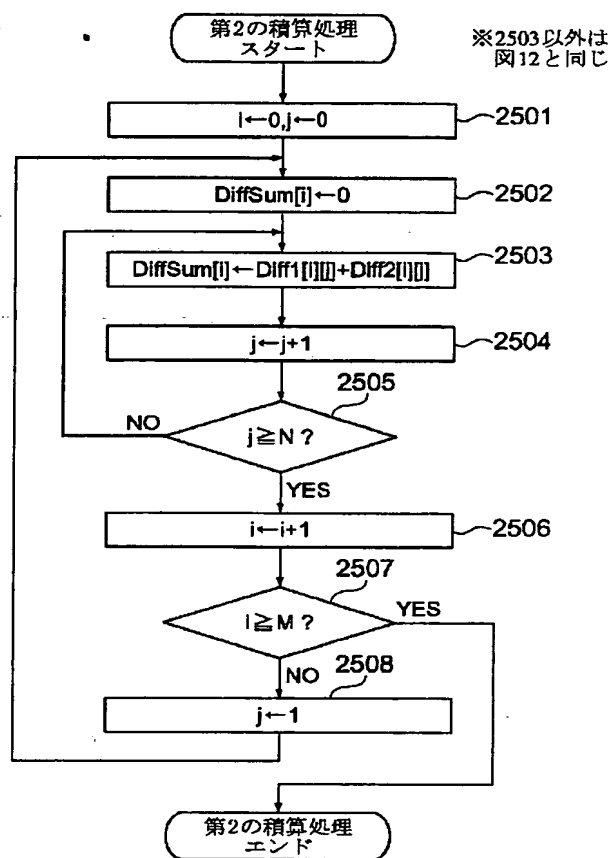 第2の積算処理
スタート
※2503以外は
図12と同じ
i←0,j←0
2501
DiffSum[i]←0
2502
DiffSum[i]←Diff1[i][j]+Diff2[i][j]
2503
j←j+1
2504
2505
j≧N?
NO
YES
i←i+1
2506
2507
i≧M?
YES
NO
2508
j←1
第2の積算処理
エンド